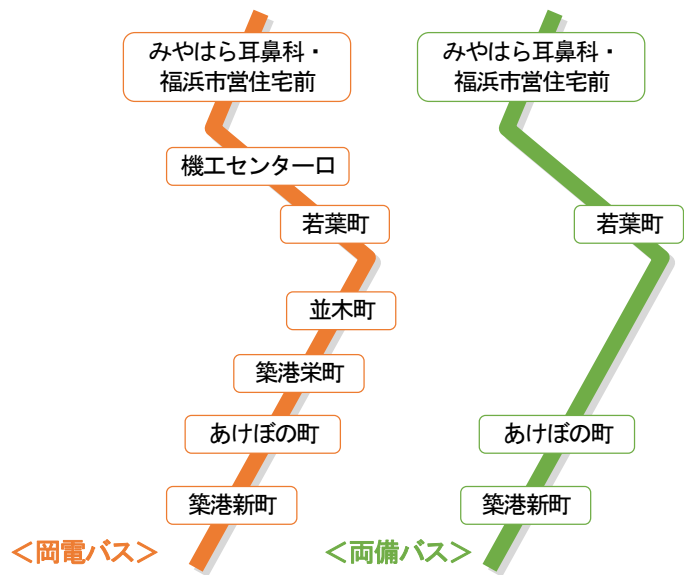 みやはら耳鼻科・
福浜市営住宅前
機工センター口
若葉町
並木町
築港栄町
あけぼの町
築港新町
＜岡電バス＞
みやはら耳鼻科・
福浜市営住宅前
若葉町
あけぼの町
築港新町
＜両備バス＞